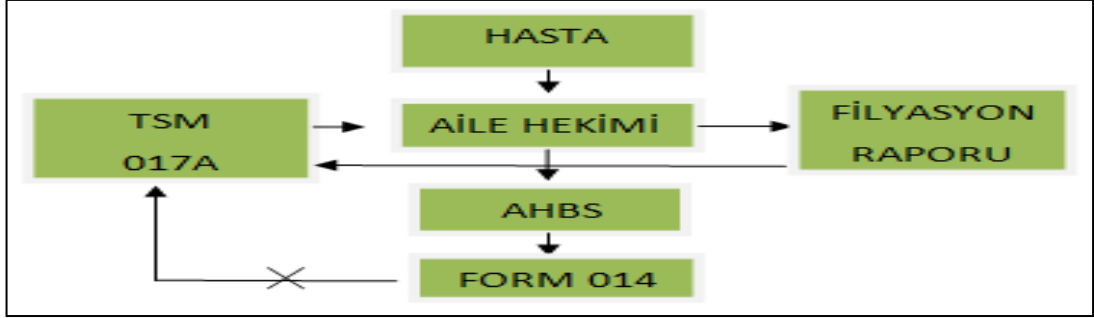 HASTA
TSM
017A
AİLE HEKİMİ
FİLYASYON
RAPORU
AHBS
FORM 014